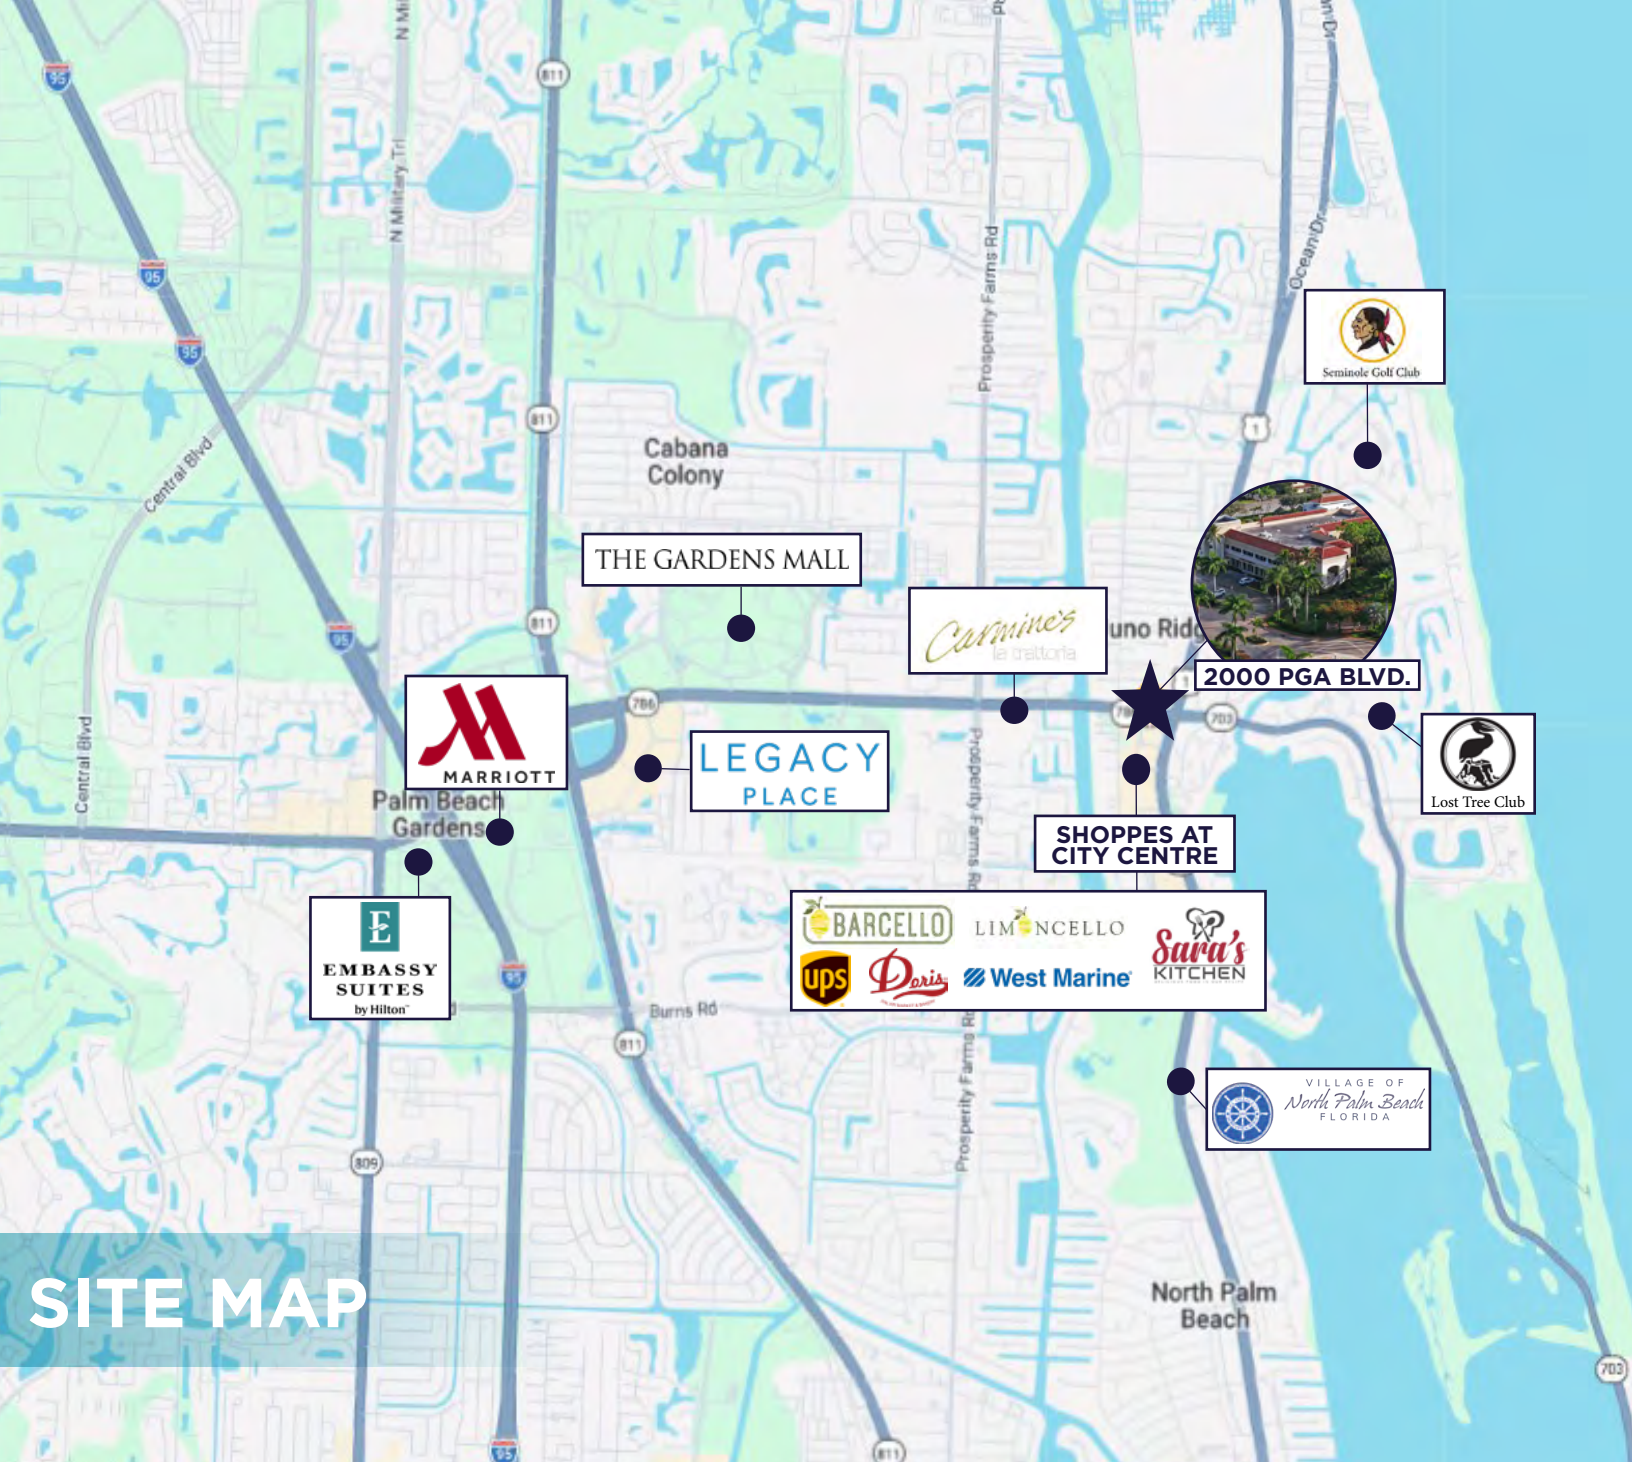 95
N Military Trl
811
Ocean Dr
95
Prosperity Farms Rd
Seminole Golf Club
95
811
1
Central Blvd
Cabana
Colony
THE GARDENS MALL
Carmine's
la trattoria
811
95
2000 PGA BLVD.
786
703
MARRIOTT
LEGACY
PLACE
Lost Tree Club
Central Blvd
Prosperity Farms Rd
Palm Beach
Gardens
SHOPPES AT
CITY CENTRE
E
EMBASSY
SUITES
by Hilton
BARCELLO
LIMONCELLO
Sara's
KITCHEN
ups
Doris
West Marine
95
Burns Rd
811
Prosperity Farms Rd
VILLAGE OF
North Palm Beach
FLORIDA
809
SITE MAP
North Palm
Beach
703
95
811